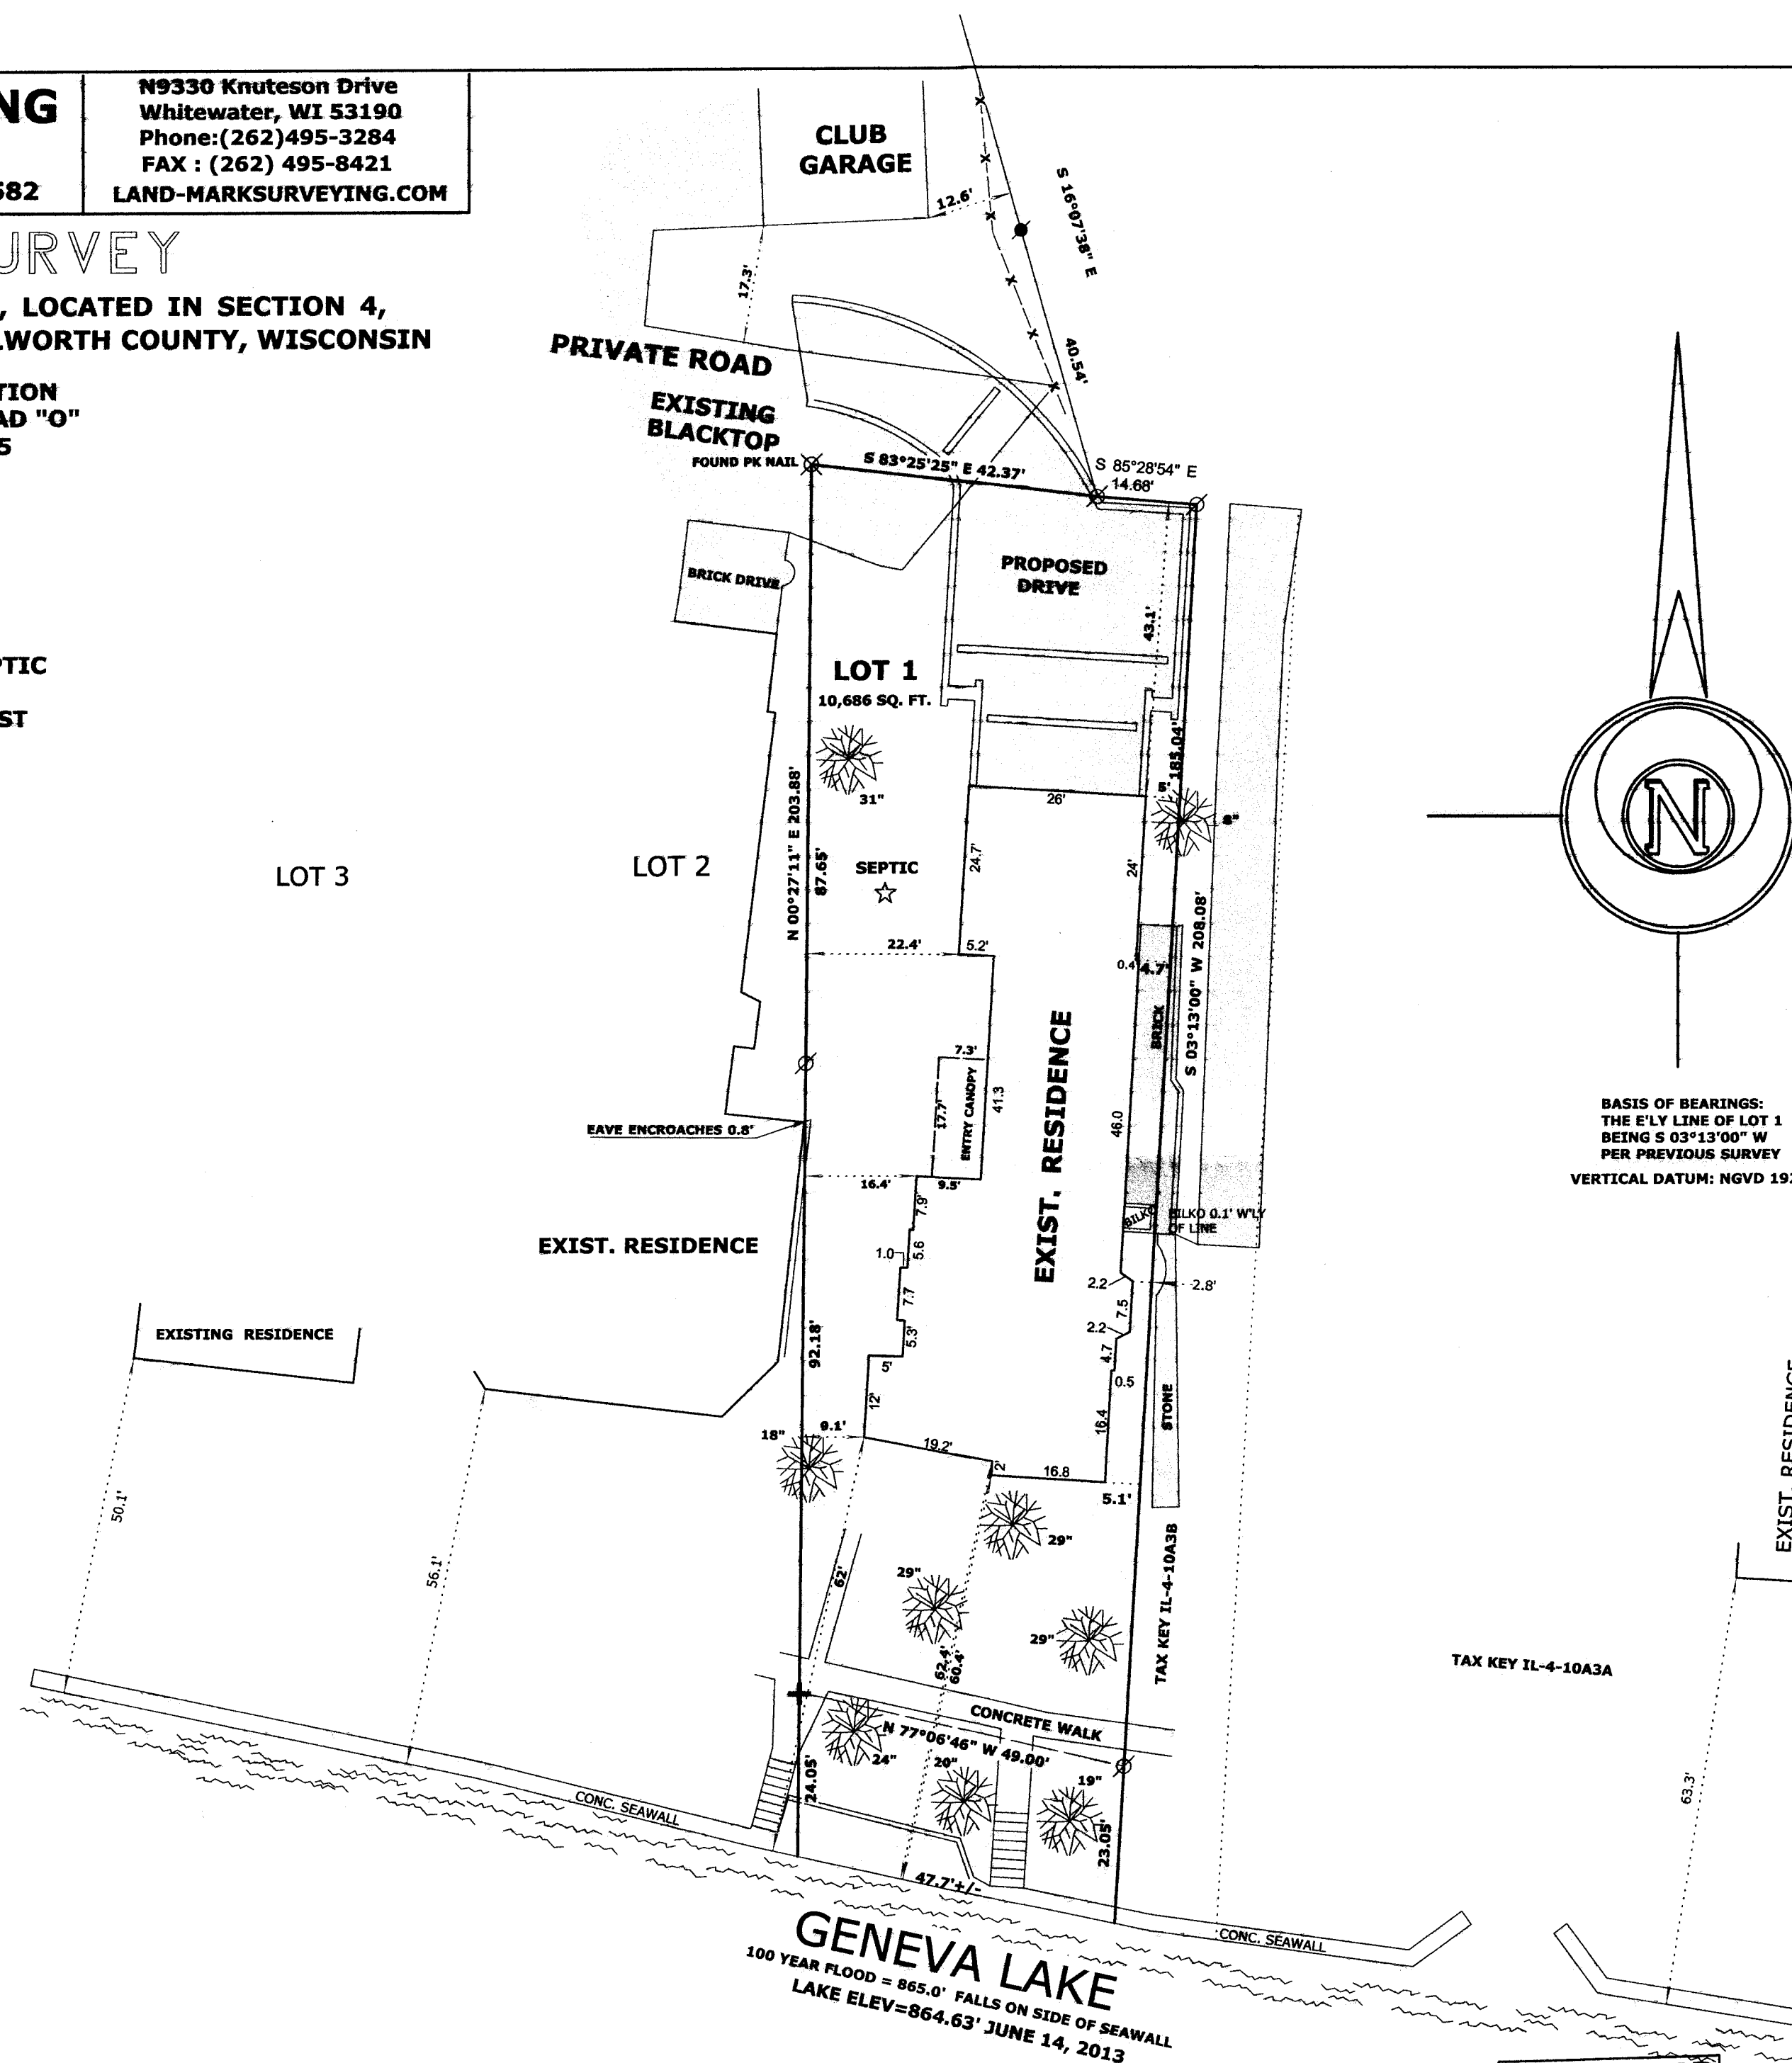 NG
682
N9330 Knuteson Drive
Whitewater, WI 53190
Phone:(262)495-3284
FAX : (262) 495-8421
LAND-MARKSURVEYING.COM
URVEY
, LOCATED IN SECTION 4,
LWORTH COUNTY, WISCONSIN
TION
AD "O"
5
PTIC
ST
CLUB
GARAGE
12.6'
S 16°07'38" E
17.3'
40.54'
PRIVATE ROAD
EXISTING
BLACKTOP
FOUND PK NAIL
S 83°25'25" E 42.37'
S 85°28'54" E
14.68'
BRICK DRIVE
PROPOSED
DRIVE
43.1'
LOT 1
10,686 SQ. FT.
185.04'
31"
26'
5'
8"
N 00°27'11" E 203.88'
87.65'
LOT 3
LOT 2
SEPTIC
24.7'
24'
22.4'
5.2'
0.4
4.7'
S 03°13'00" W 208.08'
BRICK
N
7.3'
17.7'
ENTRY CANOPY
41.3
EXIST. RESIDENCE
46.0
BASIS OF BEARINGS:
THE E'LY LINE OF LOT 1
BEING S 03°13'00" W
PER PREVIOUS SURVEY
VERTICAL DATUM: NGVD 192
EAVE ENCROACHES 0.8'
16.4'
9.5'
7.9'
BILKO
BILKO 0.1' W'LY
OF LINE
EXIST. RESIDENCE
1.0
5.6
2.2
2.8'
7.7
7.5
EXISTING RESIDENCE
92.18'
5.3'
2.2
4.7
5'
0.5
12'
16.4
STONE
EXIST. RESIDENCE
18"
9.1'
19.2'
2'
16.8
5.1'
50.1'
56.1'
29"
62'
29"
29"
TAX KEY IL-4-10A3B
62.4'
60.4'
TAX KEY IL-4-10A3A
CONCRETE WALK
N 77°06'46" W 49.00'
24"
20"
19"
24.05'
23.05'
63.3'
CONC. SEAWALL
47.7'+/-
CONC. SEAWALL
GENEVA LAKE
100 YEAR FLOOD = 865.0' FALLS ON SIDE OF SEAWALL
LAKE ELEV=864.63' JUNE 14, 2013